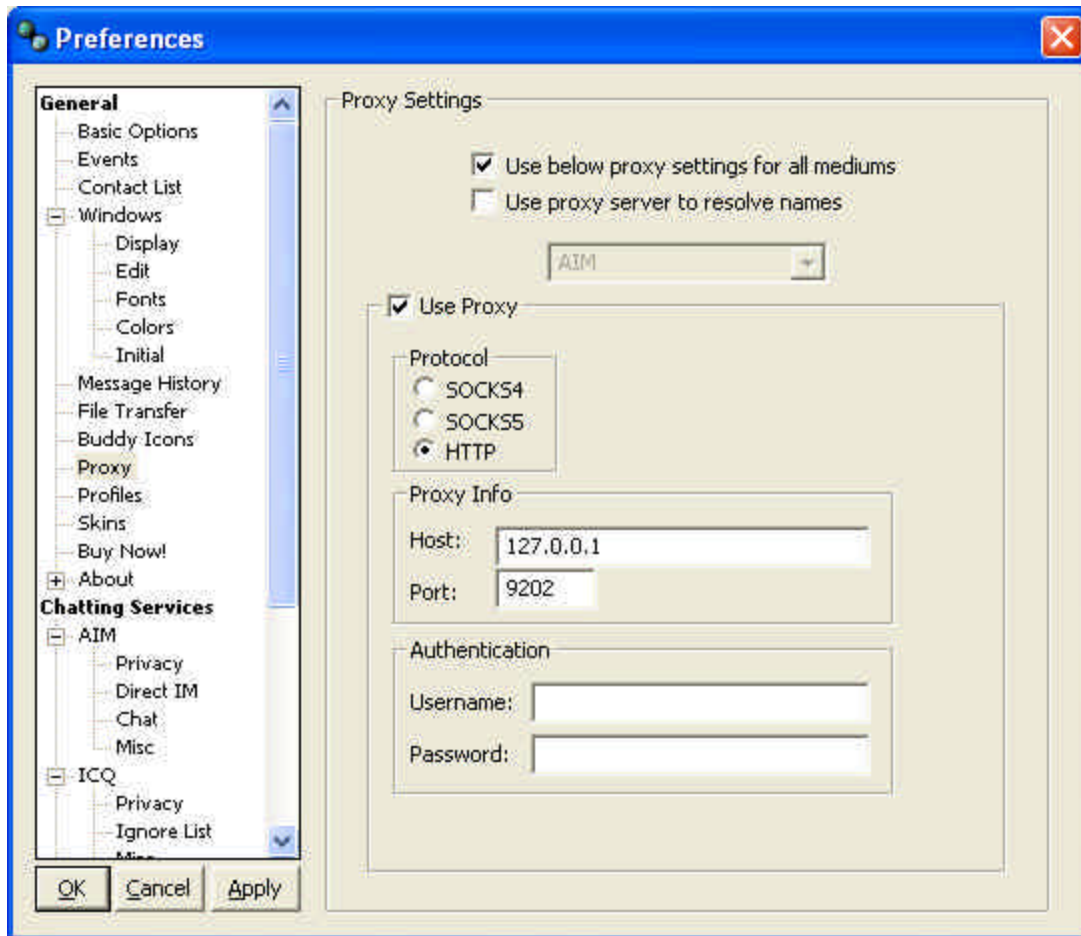 Preferences
General
Basic Options
Events
Contact List
Windows
Display
Edit
Fonts
Colors
Initial
Message History
File Transfer
Buddy Icons
Proxy
Profiles
Skins
Buy Now!
About
Chatting Services
AIM
Privacy
Direct IM
Chat
Misc
ICQ
Privacy
Ignore List
Misc
OK Cancel Apply
Proxy Settings
Use below proxy settings for all mediums
Use proxy server to resolve names
AIM
Use Proxy
Protocol
SOCKS4
SOCKS5
HTTP
Proxy Info
Host: 127.0.0.1
Port: 9202
Authentication
Username:
Password: